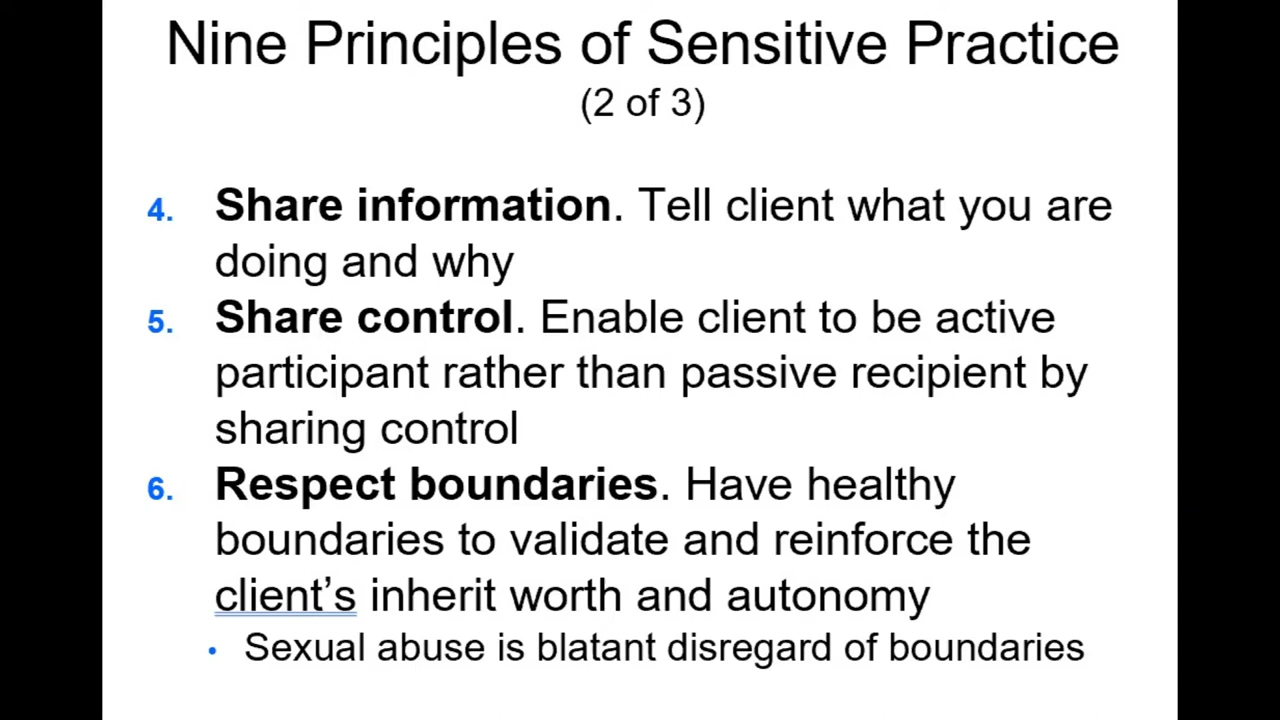 Nine Principles of Sensitive Practice
(2 of 3)
4. Share information. Tell client what you are
doing and why
5. Share control. Enable client to be active
participant rather than passive recipient by
sharing control
6. Respect boundaries. Have healthy
boundaries to validate and reinforce the
client’s inherit worth and autonomy
• Sexual abuse is blatant disregard of boundaries